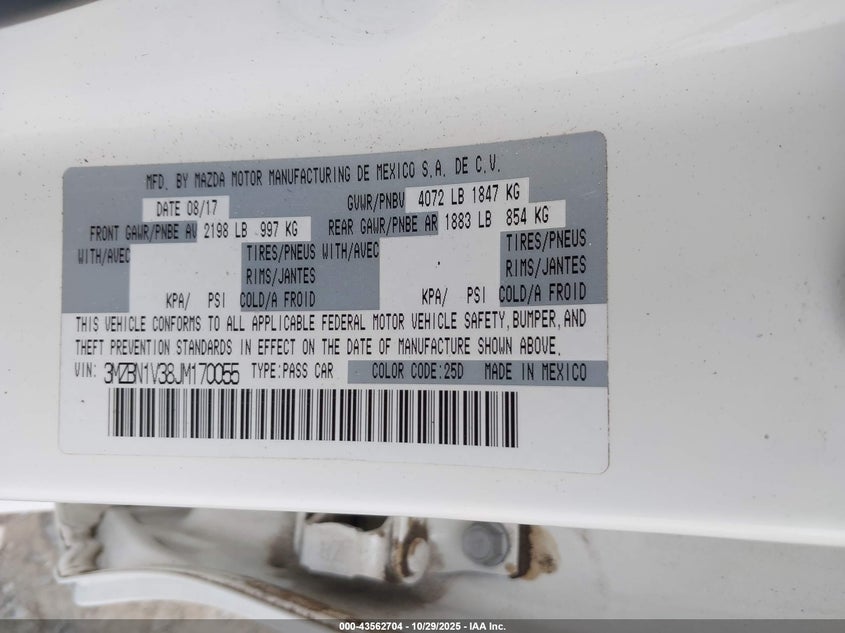 MFD. BY MAZDA MOTOR MANUFACTURING DE MEXICO S.A. DE C.V.
DATE 08/17 GVWR/PNBV 4072 LB 1847 KG
FRONT GAWR/PNBE AV 2198 LB 997 KG REAR GAWR/PNBE AR 1883 LB 854 KG
WITH/AVEC TIRES/PNEUS WITH/AVEC TIRES/PNEUS
RIMS/JANTES RIMS/JANTES
KPA/ PSI COLD/A FROID KPA/ PSI COLD/A FROID
THIS VEHICLE CONFORMS TO ALL APPLICABLE FEDERAL MOTOR VEHICLE SAFETY, BUMPER, AND
THEFT PREVENTION STANDARDS IN EFFECT ON THE DATE OF MANUFACTURE SHOWN ABOVE.
VIN: 3MZBN1V38JM170055 TYPE:PASS CAR COLOR CODE:25D MADE IN MEXICO
000-43562704 - 10/29/2025 - IAA Inc.